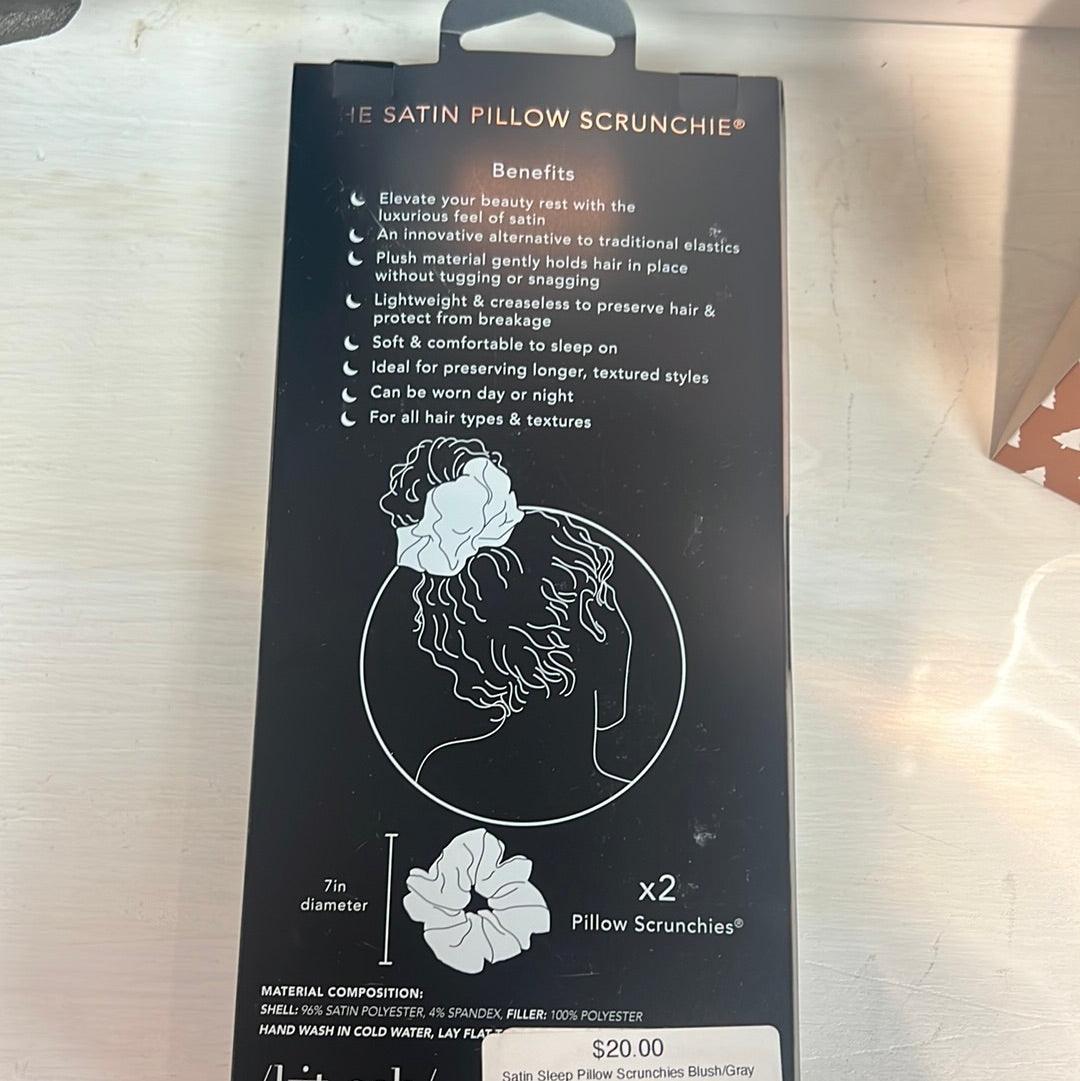 HE SATIN PILLOW SCRUNCHIE®
Benefits
Elevate your beauty rest with the
luxurious feel of satin
An innovative alternative to traditional elastics
Plush material gently holds hair in place
without tugging or snagging
Lightweight & creaseless to preserve hair &
protect from breakage
Soft & comfortable to sleep on
Ideal for preserving longer, textured styles
Can be worn day or night
For all hair types & textures
7in
diameter
x2
Pillow Scrunchies®
MATERIAL COMPOSITION:
SHELL: 96% SATIN POLYESTER, 4% SPANDEX, FILLER: 100% POLYESTER
HAND WASH IN COLD WATER, LAY FLAT
$20.00
Satin Sleep Pillow Scrunchies Blush/Gray